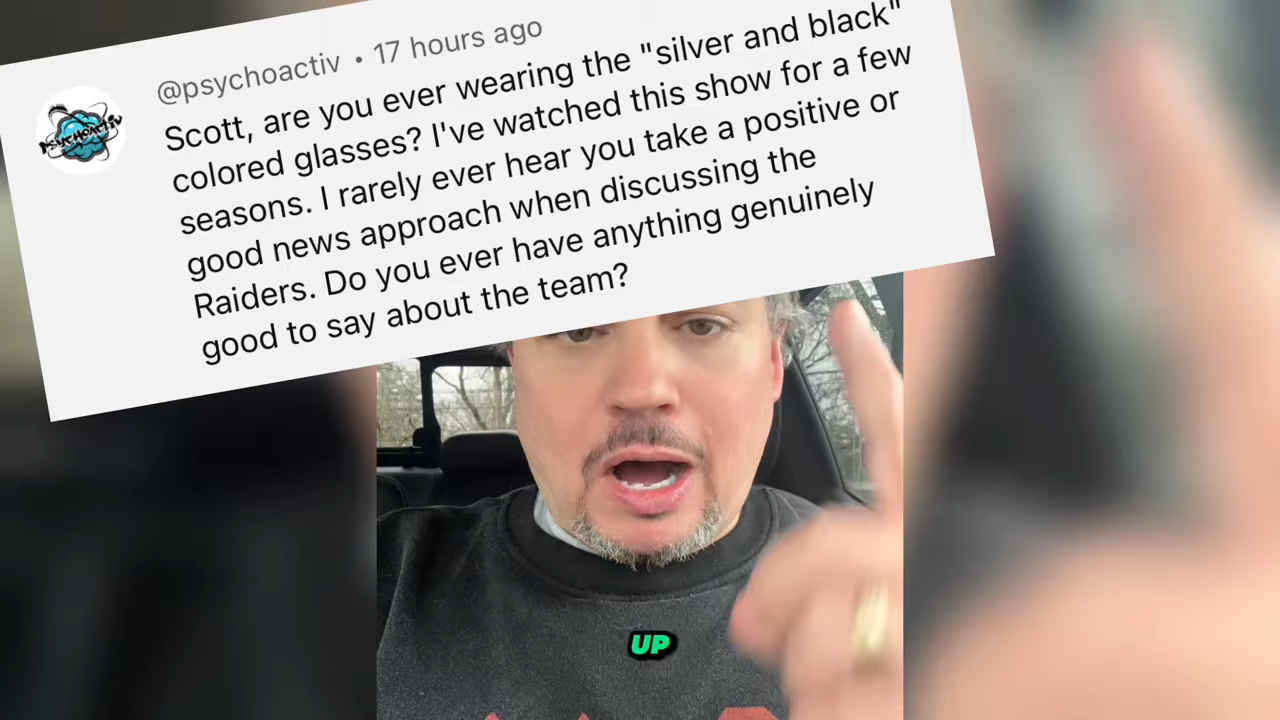 @psychoactiv • 17 hours ago
PSYCHOACTIV
Scott, are you ever wearing the "silver and black"
colored glasses? I've watched this show for a few
seasons. I rarely ever hear you take a positive or
good news approach when discussing the
Raiders. Do you ever have anything genuinely
good to say about the team?
UP